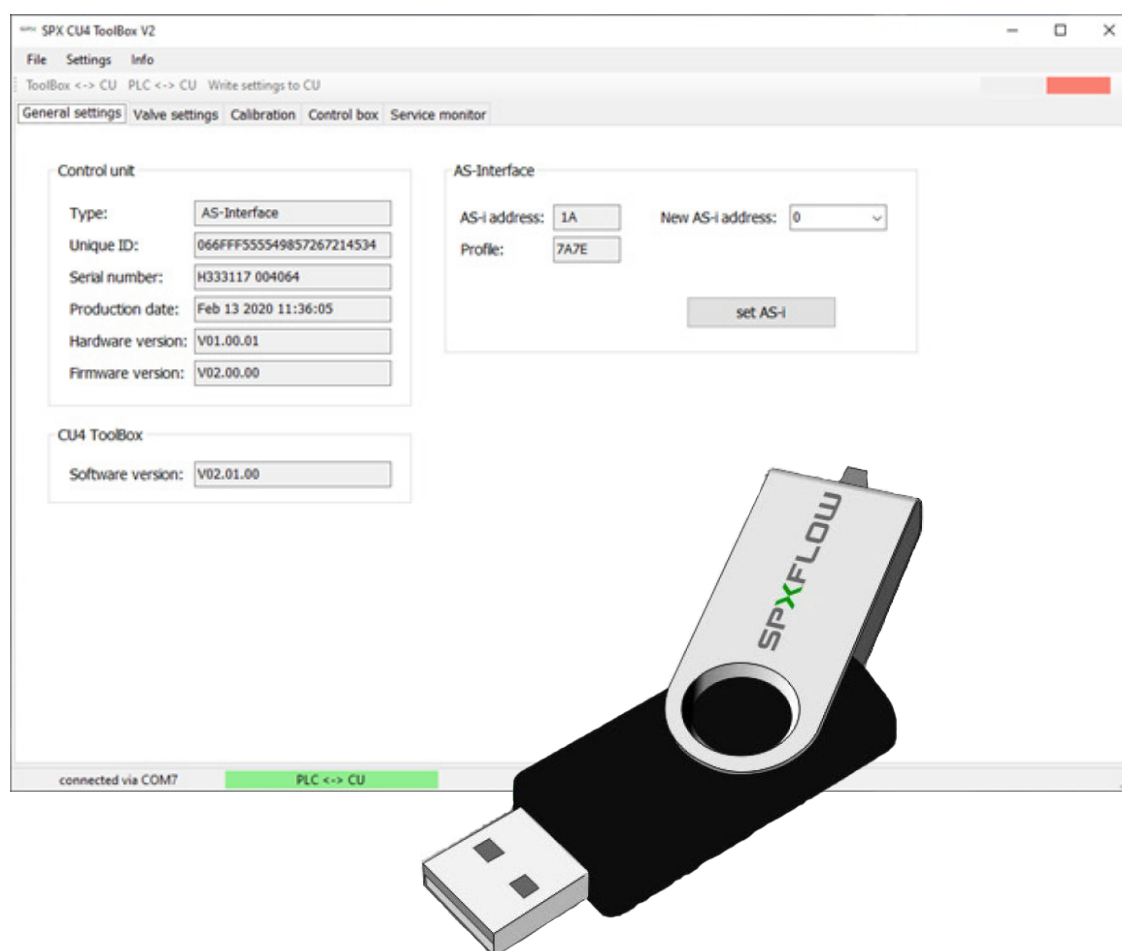 SPX CU4 ToolBox V2
File Settings Info
ToolBox <-> CU PLC <-> CU Write settings to CU
General settings Valve settings Calibration Control box Service monitor
Control unit
Type: AS-Interface
Unique ID: 066FFF555549857267214534
Serial number: H333117 004064
Production date: Feb 13 2020 11:36:05
Hardware version: V01.00.01
Firmware version: V02.00.00
AS-Interface
AS-i address: 1A New AS-i address: 0
Profile: 7A7E
set AS-i
CU4 ToolBox
Software version: V02.01.00
SPXFLOW
connected via COM7 PLC <-> CU